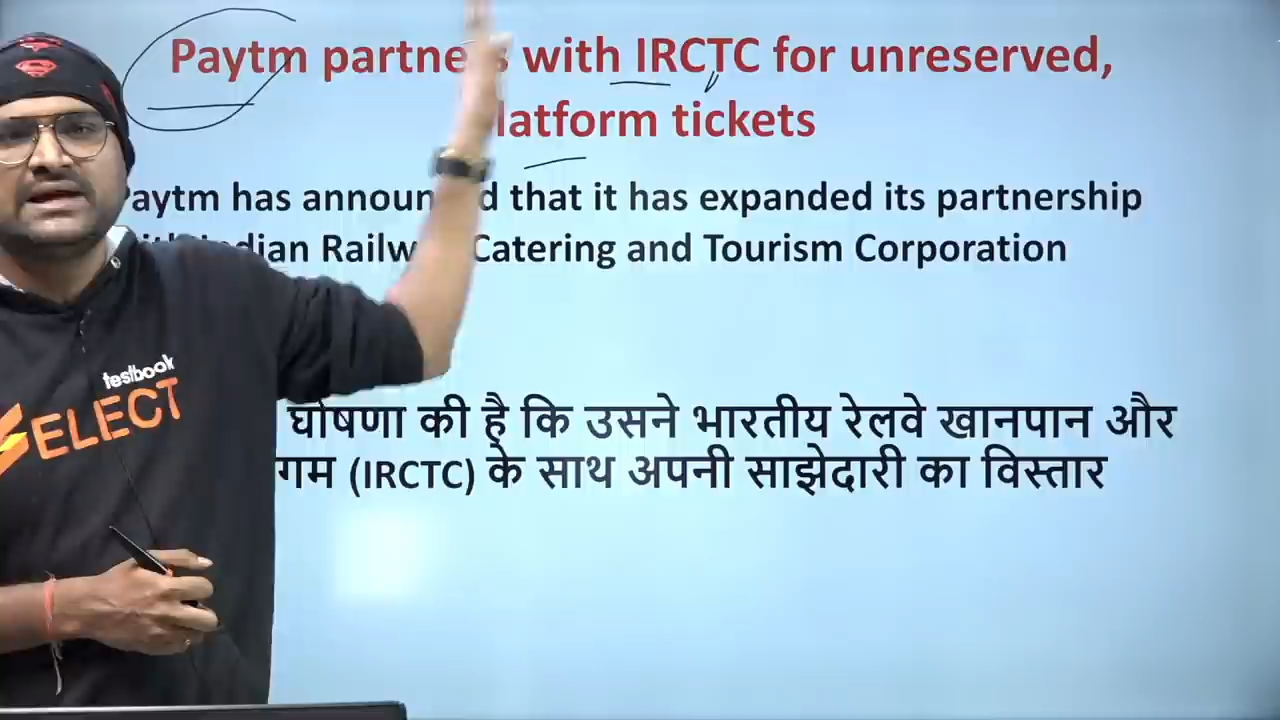 Paytm partners with IRCTC for unreserved,
platform tickets
Paytm has announced that it has expanded its partnership
with Indian Railway Catering and Tourism Corporation
घोषणा की है कि उसने भारतीय रेलवे खानपान और
(IRCTC) के साथ अपनी साझेदारी का विस्तार
testbook
SELECT